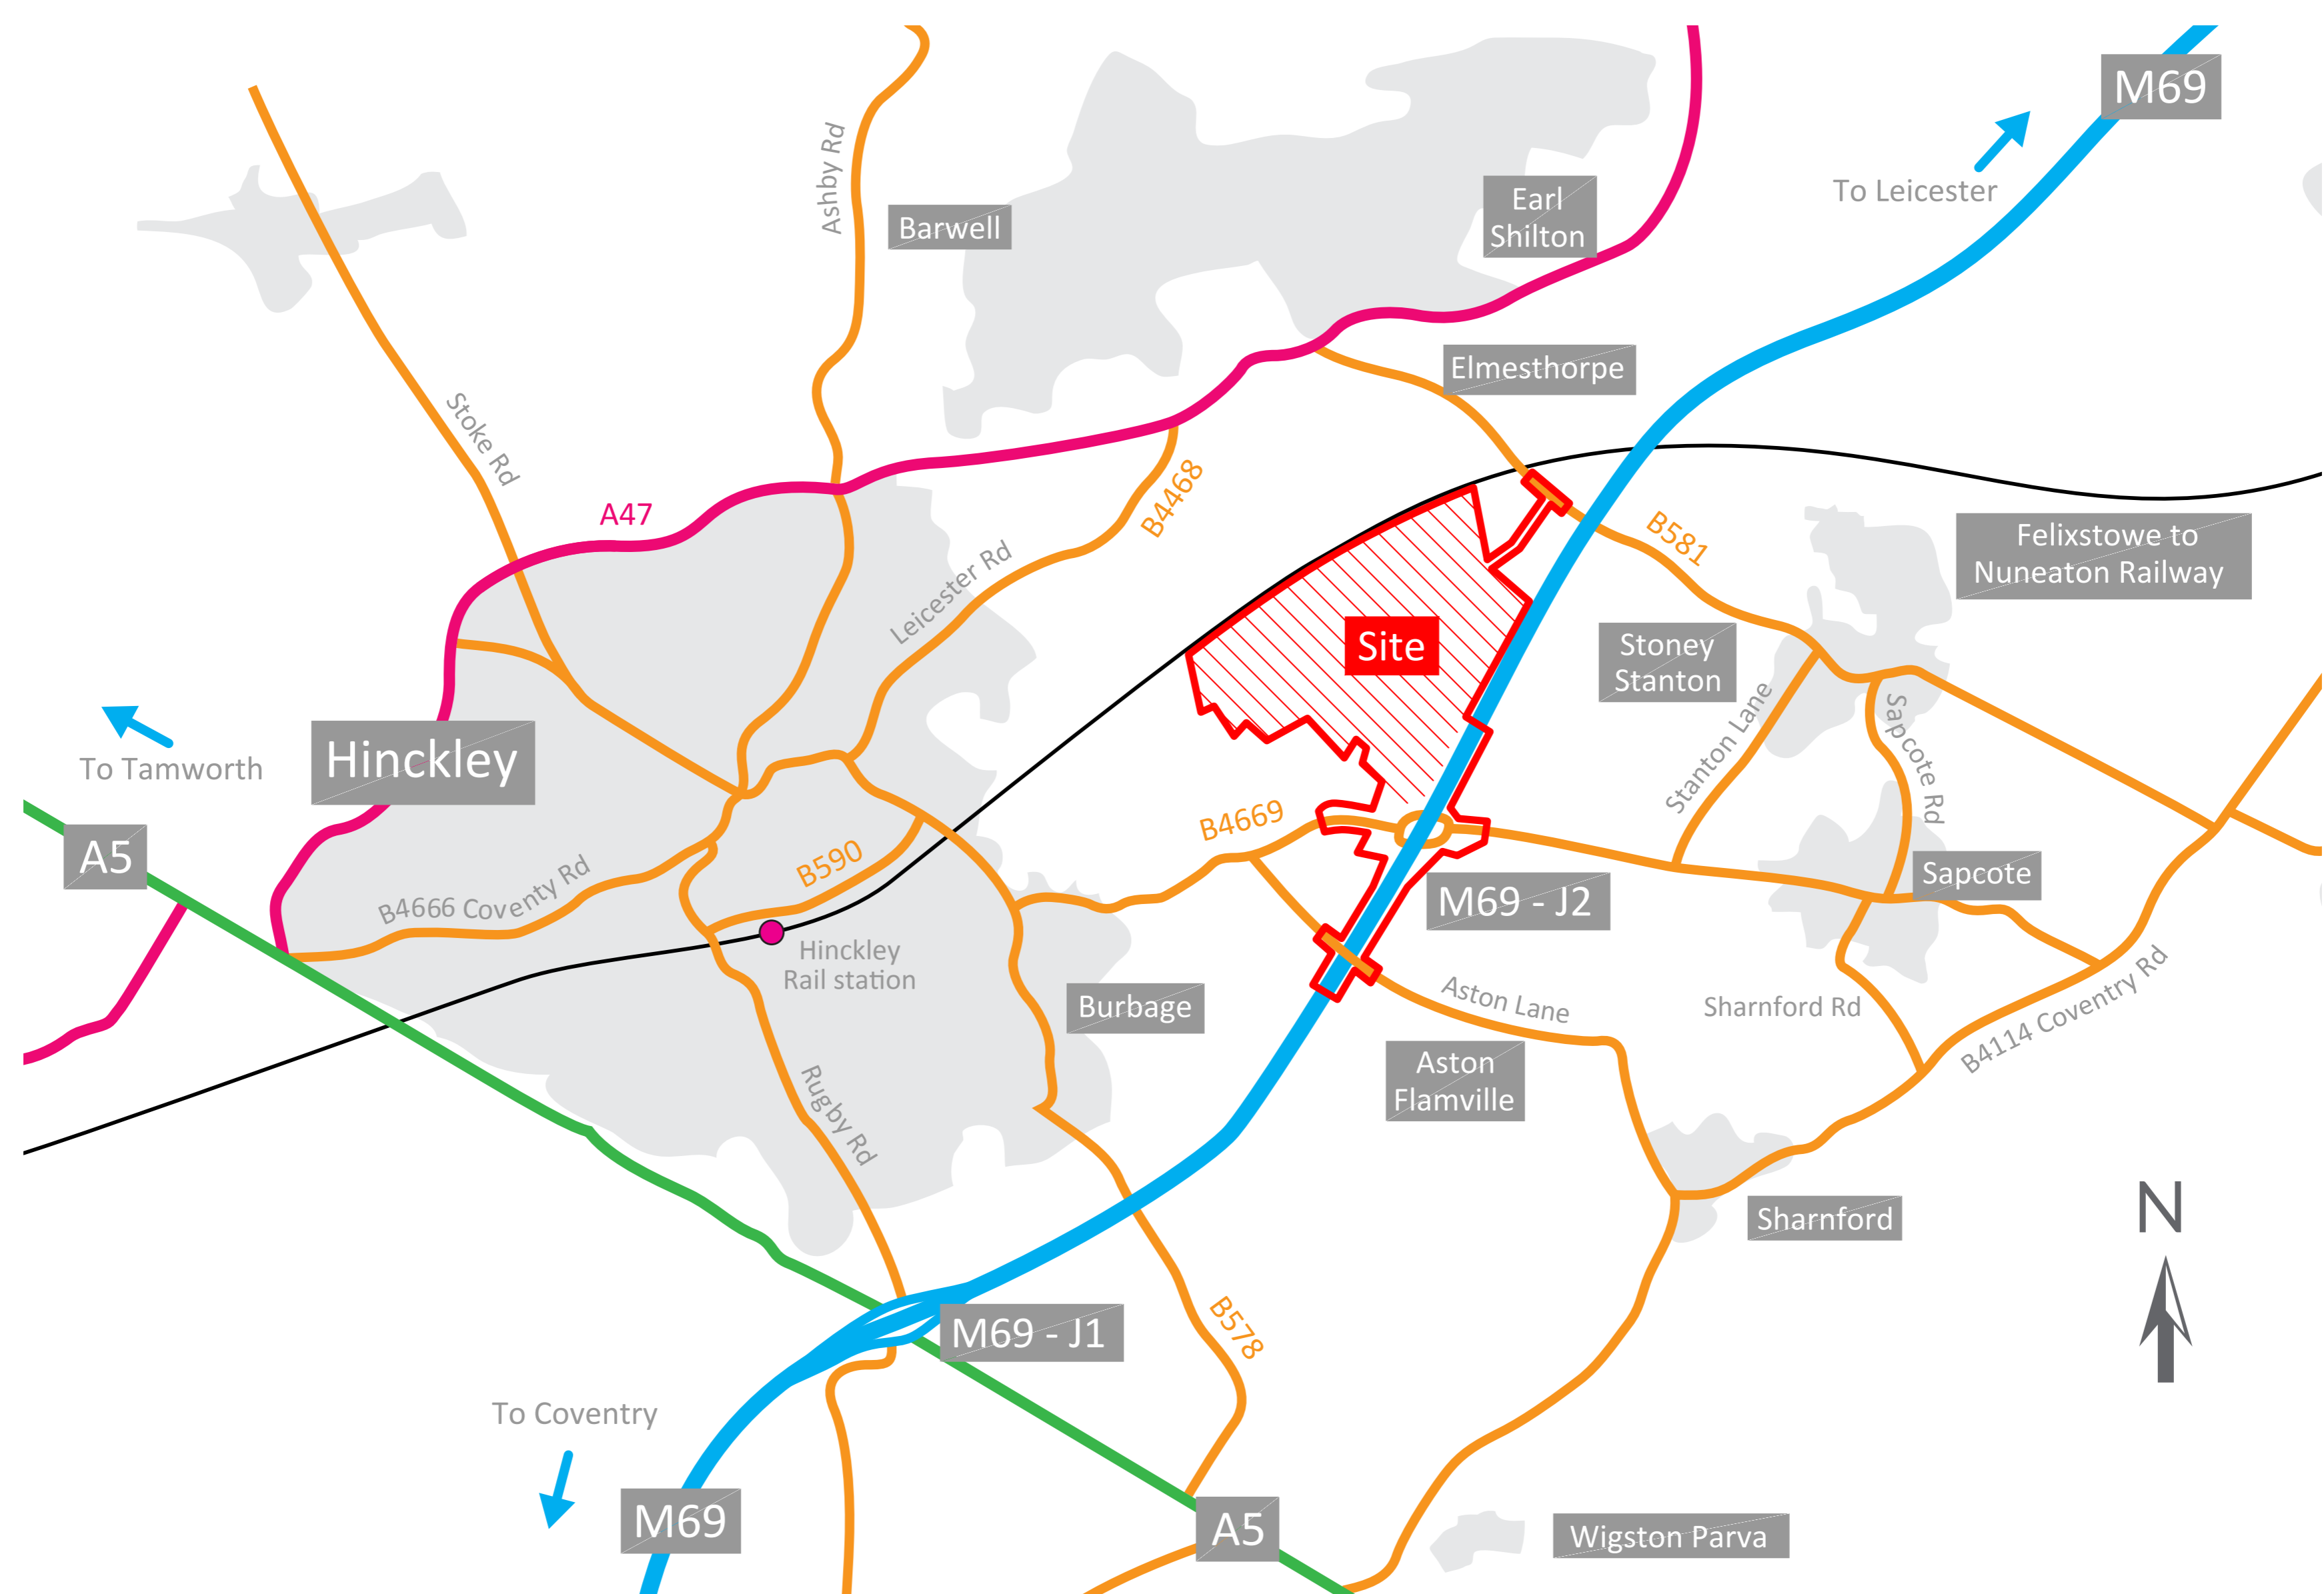 M69
To Leicester
Ashby Rd
Barwell
Earl
Shilton
Elmesthorpe
Stoke Rd
A47
B4468
B581
Felixstowe to
Nuneaton Railway
Leicester Rd
Site
Stoney
Stanton
Hinckley
To Tamworth
Stanton Lane
Sapcote Rd
A5
B4669
B590
B4666 Coventy Rd
M69 - J2
Sapcote
Hinckley
Rail station
Burbage
Aston Lane
Sharnford Rd
B4114 Coventry Rd
Aston
Flamville
Rugby Rd
Sharnford
N
M69 - J1
B578
To Coventry
M69
A5
Wigston Parva